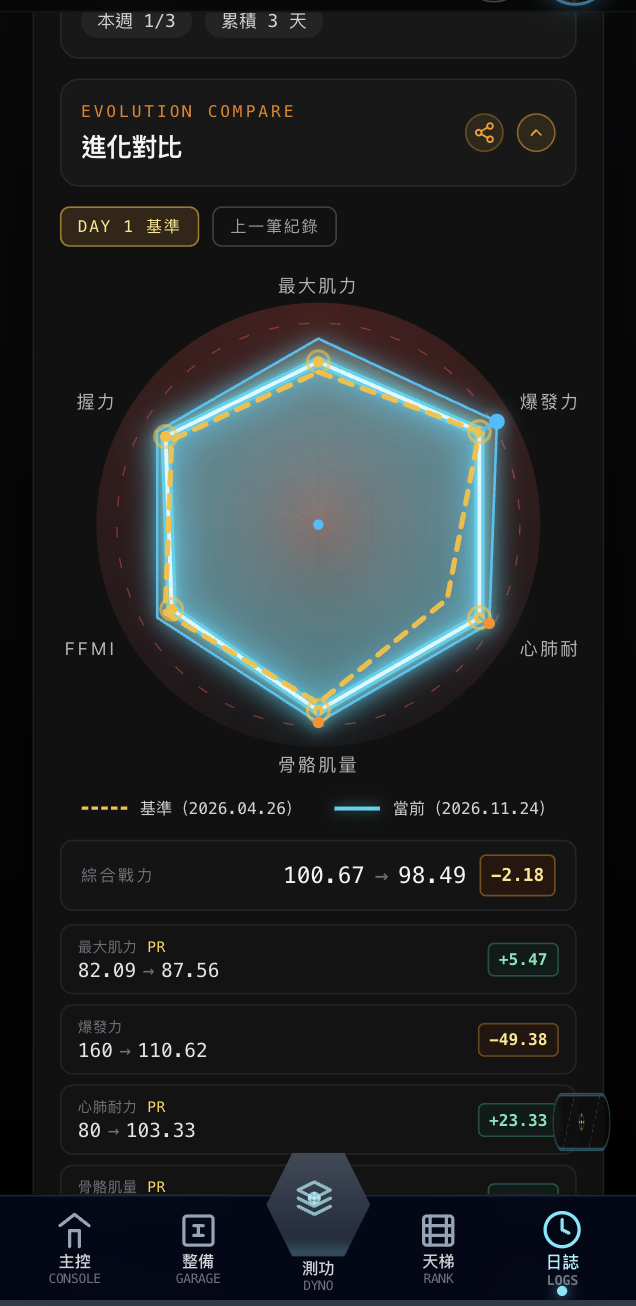 本週 1/3
累積 3 天
EVOLUTION COMPARE
進化對比
DAY 1 基準
上一筆紀錄
最大肌力
握力
爆發力
FFMI
心肺耐
骨骼肌量
基準 (2026.04.26)
當前 (2026.11.24)
綜合戰力 100.67 → 98.49 −2.18
最大肌力 PR
82.09 → 87.56 +5.47
爆發力
160 → 110.62 −49.38
心肺耐力 PR
80 → 103.33 +23.33
骨骼肌量 PR
主控
CONSOLE
整備
GARAGE
測功
DYNO
天梯
RANK
日誌
LOGS